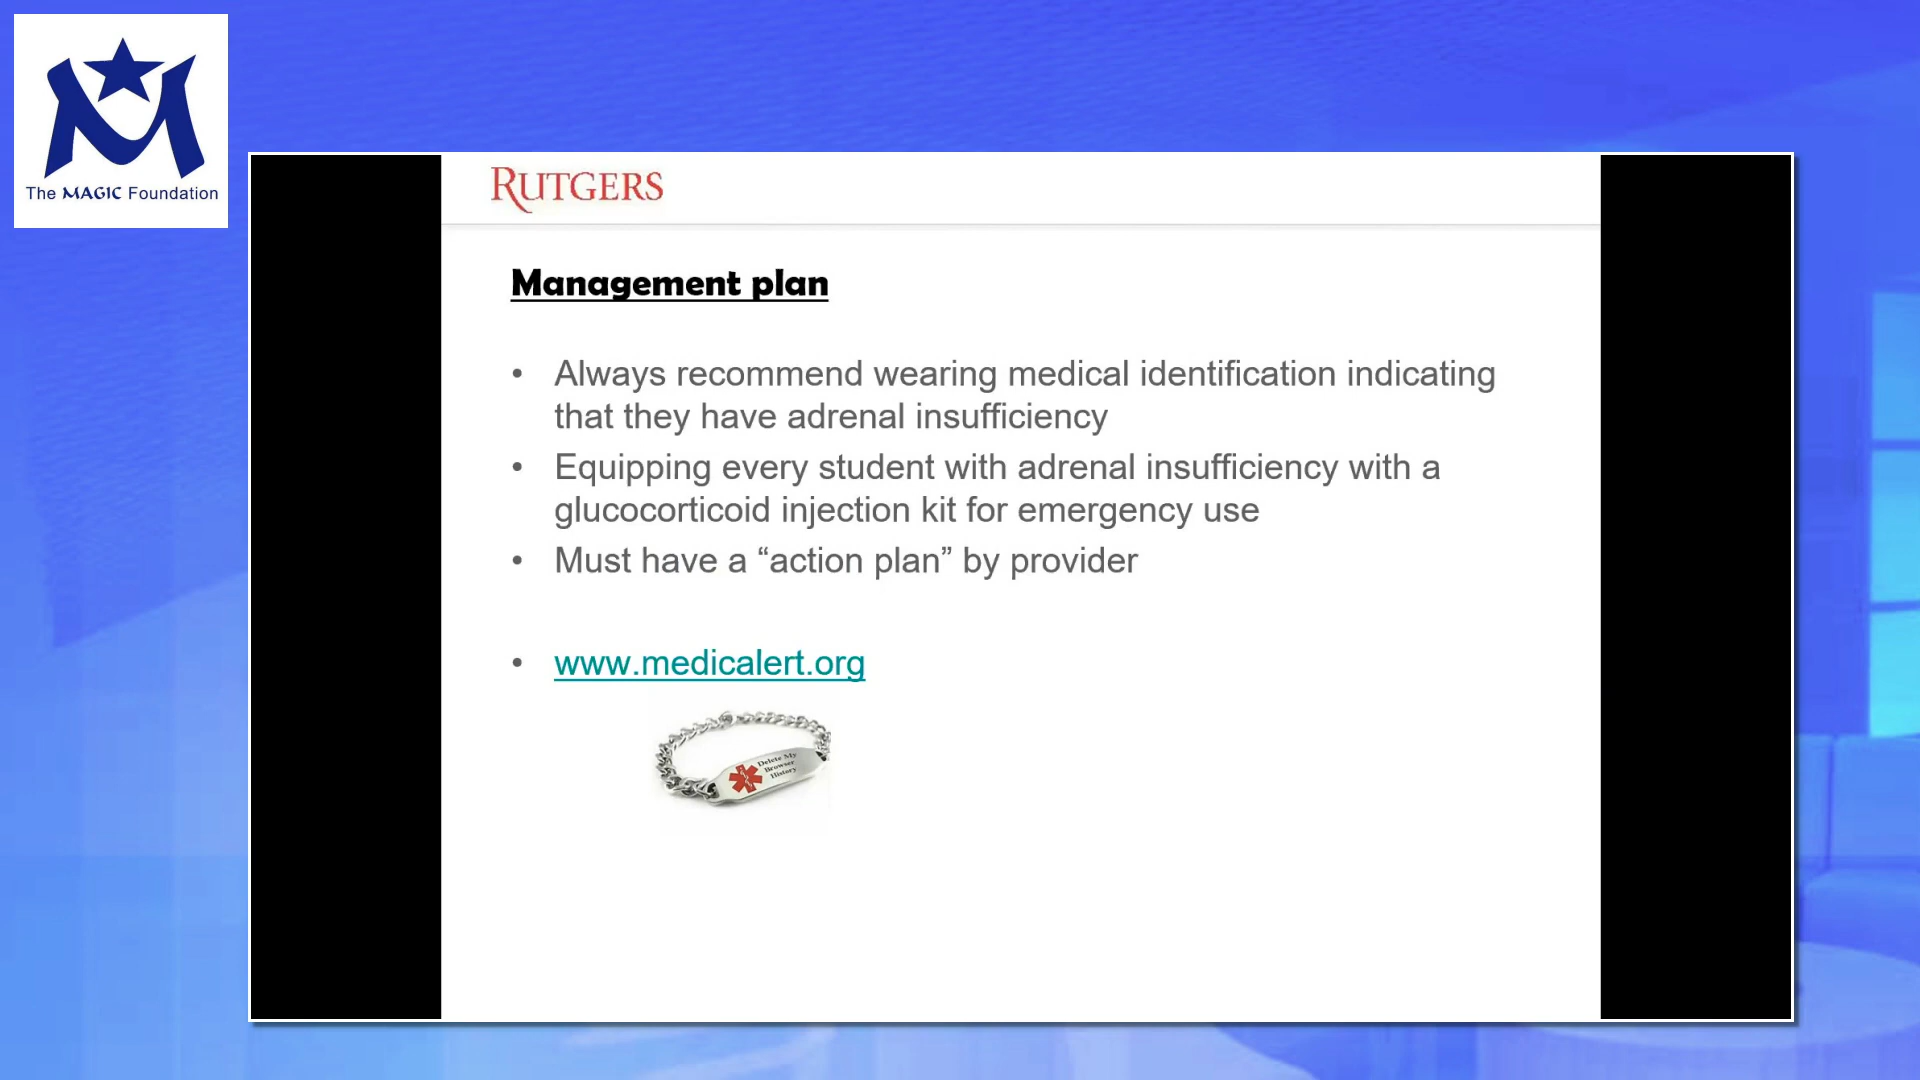 The MAGIC Foundation
RUTGERS
Management plan
• Always recommend wearing medical identification indicating
that they have adrenal insufficiency
• Equipping every student with adrenal insufficiency with a
glucocorticoid injection kit for emergency use
• Must have a “action plan” by provider
• www.medicalert.org
Delete My
Browser
History